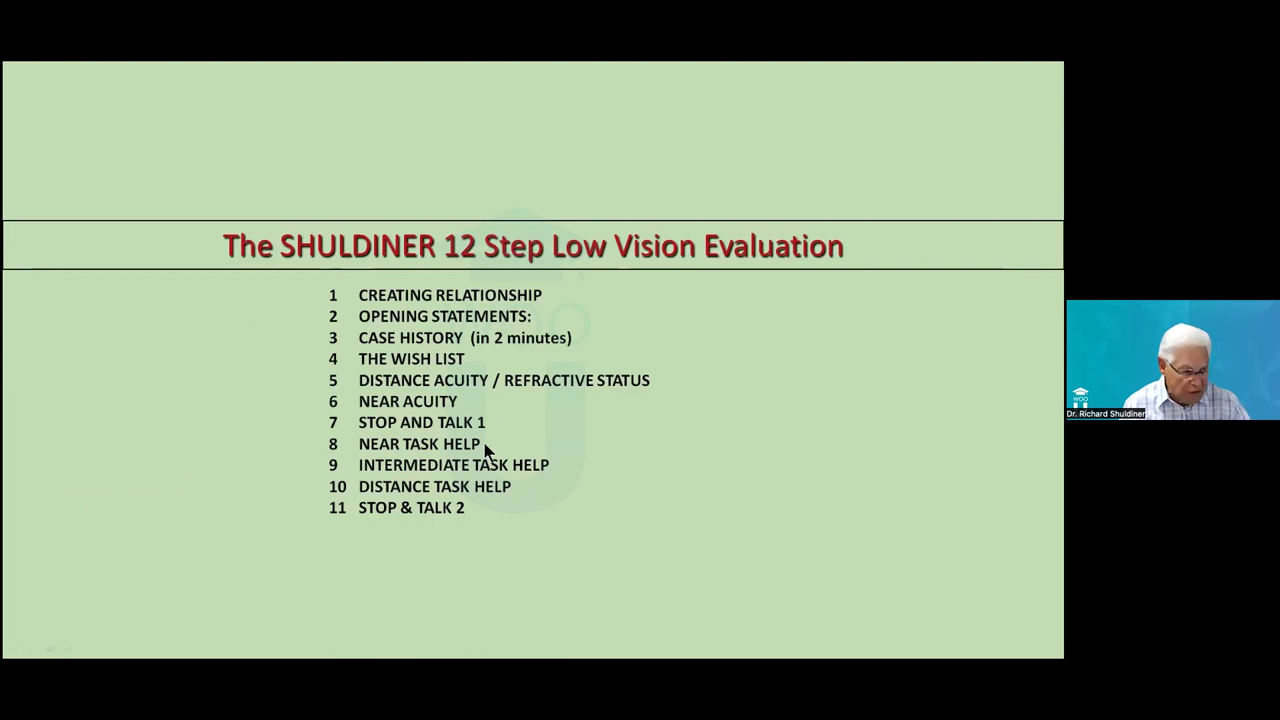 The SHULDINER 12 Step Low Vision Evaluation
1 CREATING RELATIONSHIP
2 OPENING STATEMENTS:
3 CASE HISTORY (in 2 minutes)
4 THE WISH LIST
5 DISTANCE ACUITY / REFRACTIVE STATUS
6 NEAR ACUITY
7 STOP AND TALK 1
8 NEAR TASK HELP
9 INTERMEDIATE TASK HELP
10 DISTANCE TASK HELP
11 STOP & TALK 2
WOO
U
WOO
U
Dr. Richard Shuldiner